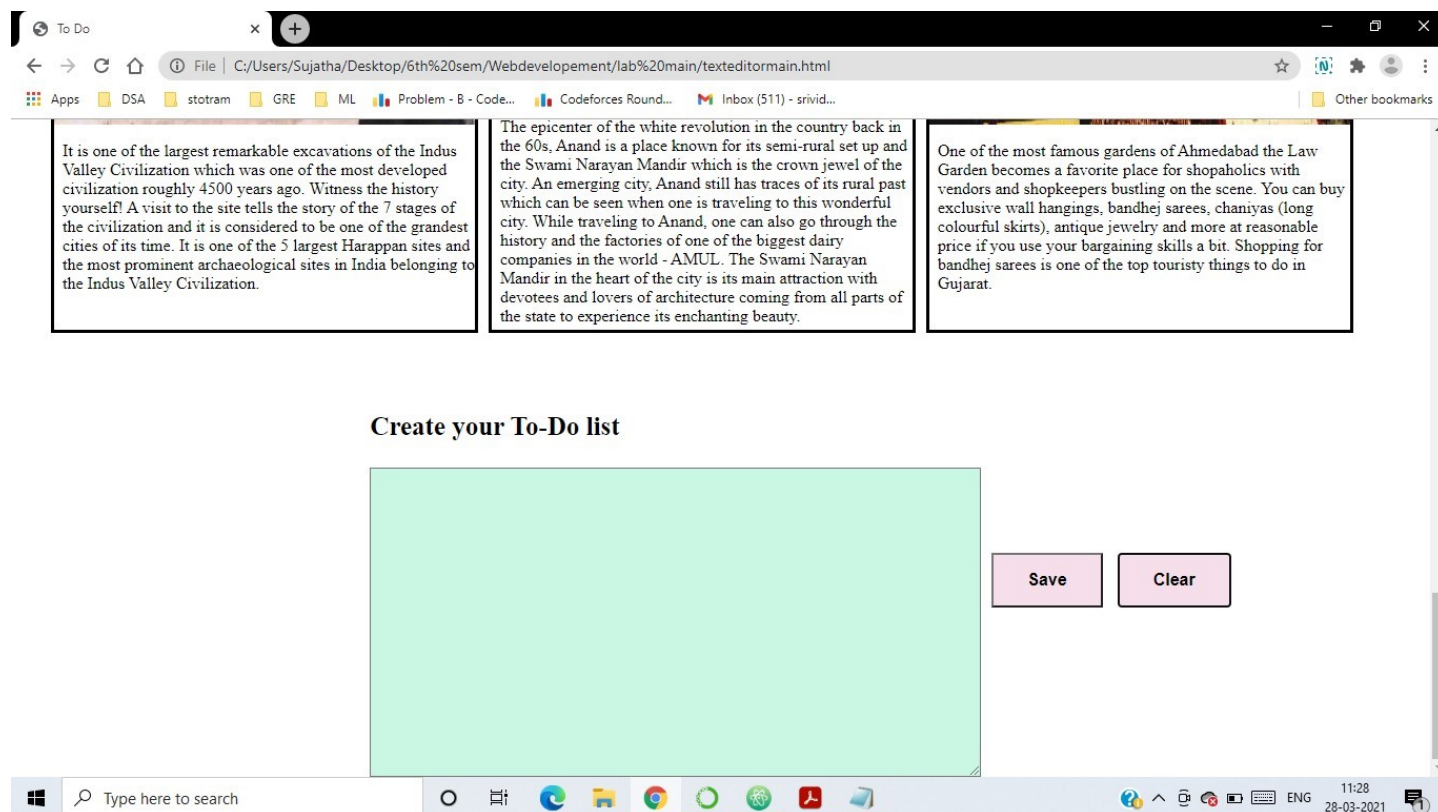 To Do
File | C:/Users/Sujatha/Desktop/6th%20sem/Webdevelopement/lab%20main/texteditormain.html
Apps DSA stotram GRE ML Problem - B - Code... Codeforces Round... Inbox (511) - srivid... Other bookmarks
It is one of the largest remarkable excavations of the Indus
Valley Civilization which was one of the most developed
civilization roughly 4500 years ago. Witness the history
yourself! A visit to the site tells the story of the 7 stages of
the civilization and it is considered to be one of the grandest
cities of its time. It is one of the 5 largest Harappan sites and
the most prominent archaeological sites in India belonging to
the Indus Valley Civilization.
The epicenter of the white revolution in the country back in
the 60s, Anand is a place known for its semi-rural set up and
the Swami Narayan Mandir which is the crown jewel of the
city. An emerging city, Anand still has traces of its rural past
which can be seen when one is traveling to this wonderful
city. While traveling to Anand, one can also go through the
history and the factories of one of the biggest dairy
companies in the world - AMUL. The Swami Narayan
Mandir in the heart of the city is its main attraction with
devotees and lovers of architecture coming from all parts of
the state to experience its enchanting beauty.
One of the most famous gardens of Ahmedabad the Law
Garden becomes a favorite place for shopaholics with
vendors and shopkeepers bustling on the scene. You can buy
exclusive wall hangings, bandhej sarees, chaniyas (long
colourful skirts), antique jewelry and more at reasonable
price if you use your bargaining skills a bit. Shopping for
bandhej sarees is one of the top touristy things to do in
Gujarat.
Create your To-Do list
Save Clear
Type here to search
ENG
11:28
28-03-2021